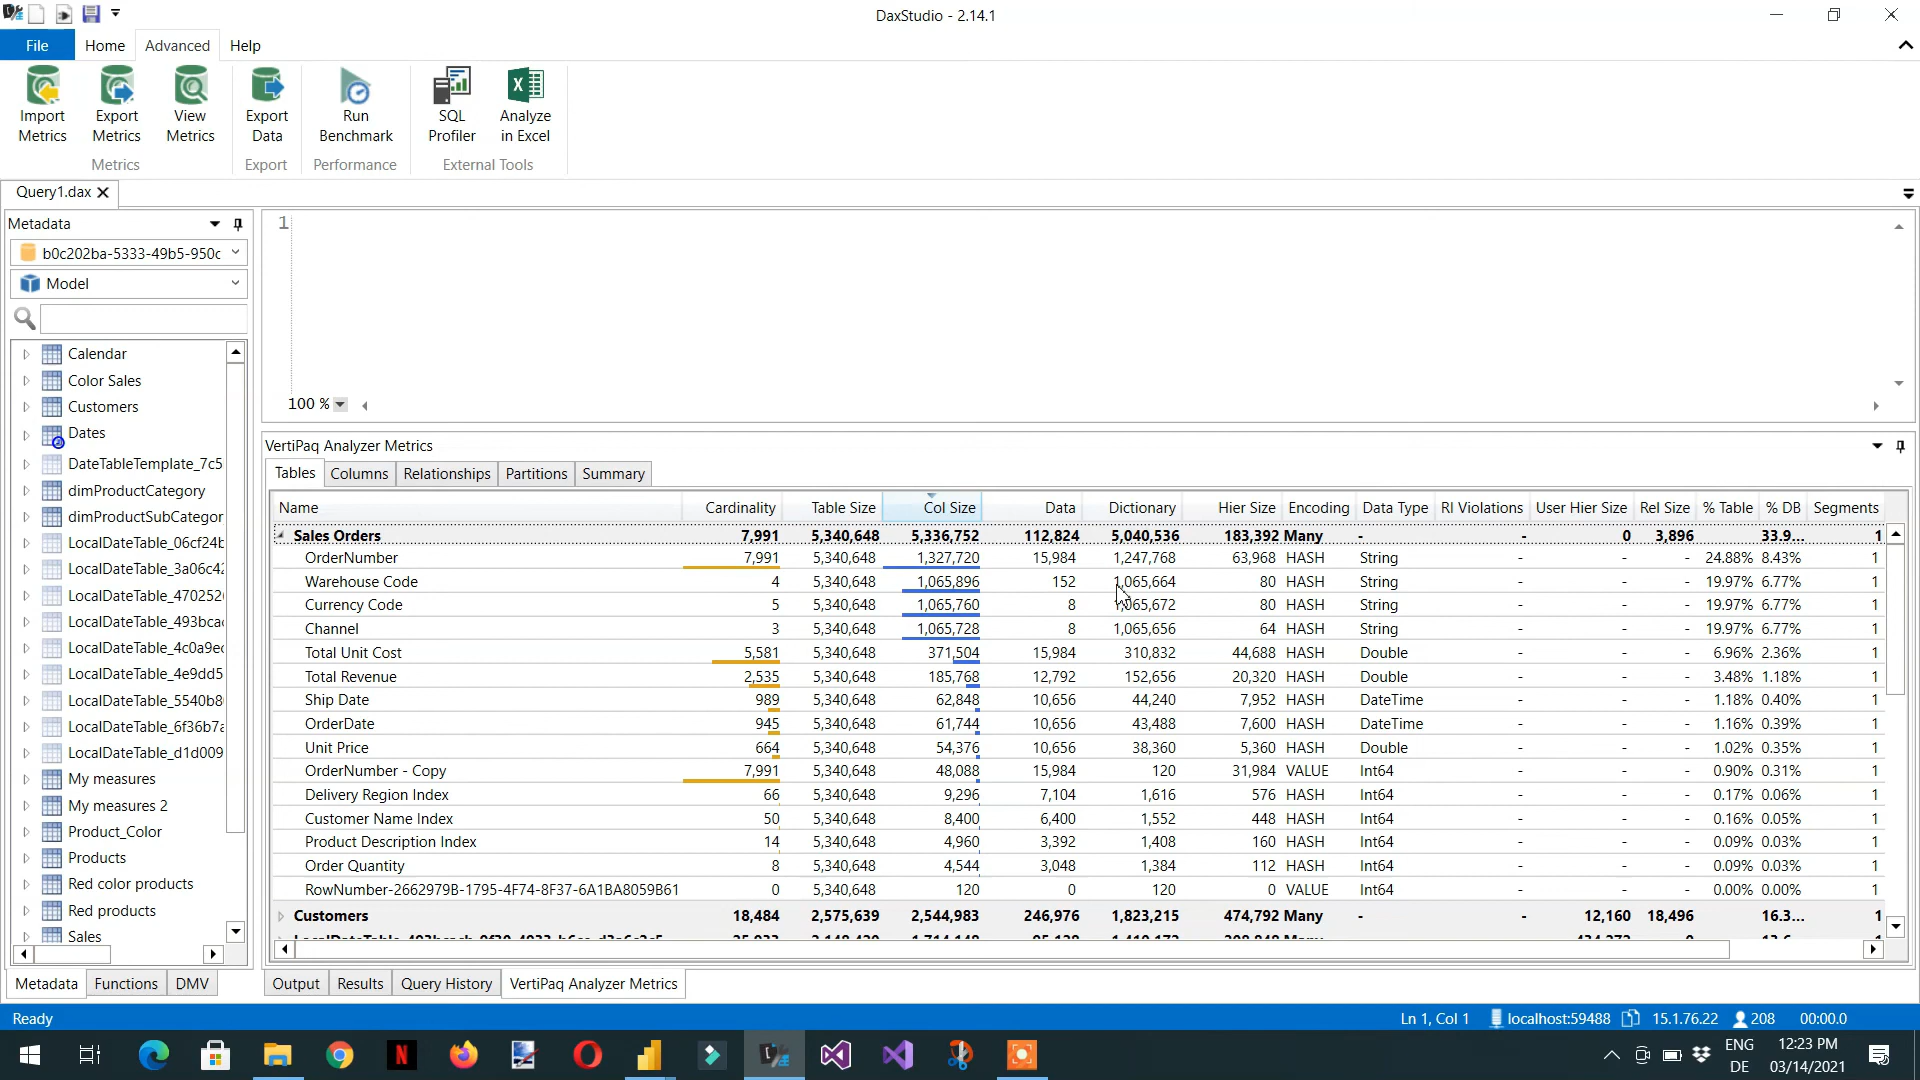 DaxStudio - 2.14.1
File Home Advanced Help
Import Metrics
Export Metrics
View Metrics
Export Data
Run Benchmark
SQL Profiler
Analyze in Excel
Metrics Export Performance External Tools
Query1.dax
Metadata
b0c202ba-5333-49b5-950c
Model
Calendar
Color Sales
Customers
Dates
DateTableTemplate_7c5
dimProductCategory
dimProductSubCategor
LocalDateTable_06cf24b
LocalDateTable_3a06c42
LocalDateTable_470252
LocalDateTable_493bca
LocalDateTable_4c0a9e
LocalDateTable_4e9dd5
LocalDateTable_5540b8
LocalDateTable_6f36b7a
LocalDateTable_d1d009
My measures
My measures 2
Product_Color
Products
Red color products
Red products
Sales
Metadata Functions DMV
1
100 %
VertiPaq Analyzer Metrics
Tables Columns Relationships Partitions Summary
Name Cardinality Table Size Col Size Data Dictionary Hier Size Encoding Data Type RI Violations User Hier Size Rel Size % Table % DB Segments
Sales Orders 7,991 5,340,648 5,336,752 112,824 5,040,536 183,392 Many - - 0 3,896 33.9... 1
OrderNumber 7,991 5,340,648 1,327,720 15,984 1,247,768 63,968 HASH String - - - 24.88% 8.43% 1
Warehouse Code 4 5,340,648 1,065,896 152 1,065,664 80 HASH String - - - 19.97% 6.77% 1
Currency Code 5 5,340,648 1,065,760 8 1,065,672 80 HASH String - - - 19.97% 6.77% 1
Channel 3 5,340,648 1,065,728 8 1,065,656 64 HASH String - - - 19.97% 6.77% 1
Total Unit Cost 5,581 5,340,648 371,504 15,984 310,832 44,688 HASH Double - - - 6.96% 2.36% 1
Total Revenue 2,535 5,340,648 185,768 12,792 152,656 20,320 HASH Double - - - 3.48% 1.18% 1
Ship Date 989 5,340,648 62,848 10,656 44,240 7,952 HASH DateTime - - - 1.18% 0.40% 1
OrderDate 945 5,340,648 61,744 10,656 43,488 7,600 HASH DateTime - - - 1.16% 0.39% 1
Unit Price 664 5,340,648 54,376 10,656 38,360 5,360 HASH Double - - - 1.02% 0.35% 1
OrderNumber - Copy 7,991 5,340,648 48,088 15,984 120 31,984 VALUE Int64 - - - 0.90% 0.31% 1
Delivery Region Index 66 5,340,648 9,296 7,104 1,616 576 HASH Int64 - - - 0.17% 0.06% 1
Customer Name Index 50 5,340,648 8,400 6,400 1,552 448 HASH Int64 - - - 0.16% 0.05% 1
Product Description Index 14 5,340,648 4,960 3,392 1,408 160 HASH Int64 - - - 0.09% 0.03% 1
Order Quantity 8 5,340,648 4,544 3,048 1,384 112 HASH Int64 - - - 0.09% 0.03% 1
RowNumber-2662979B-1795-4F74-8F37-6A1BA8059B61 0 5,340,648 120 0 120 0 VALUE Int64 - - - 0.00% 0.00% 1
Customers 18,484 2,575,639 2,544,983 246,976 1,823,215 474,792 Many - - 12,160 18,496 16.3... 1
Output Results Query History VertiPaq Analyzer Metrics
Ready Ln 1, Col 1 localhost:59488 15.1.76.22 208 00:00.0
ENG 12:23 PM
DE 03/14/2021